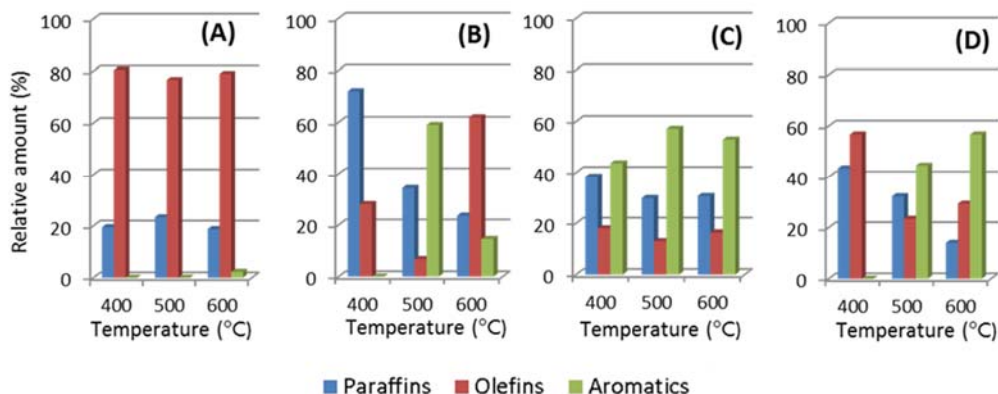 (A) (B) (C) (D)
Relative amount (%)
100 100 100 100
80 80 80 80
60 60 60 60
40 40 40 40
20 20 20 20
0 0 0 0
400 500 600 400 500 600 400 500 600 400 500 600
Temperature (°C) Temperature (°C) Temperature (°C) Temperature (°C)
Paraffins Olefins Aromatics